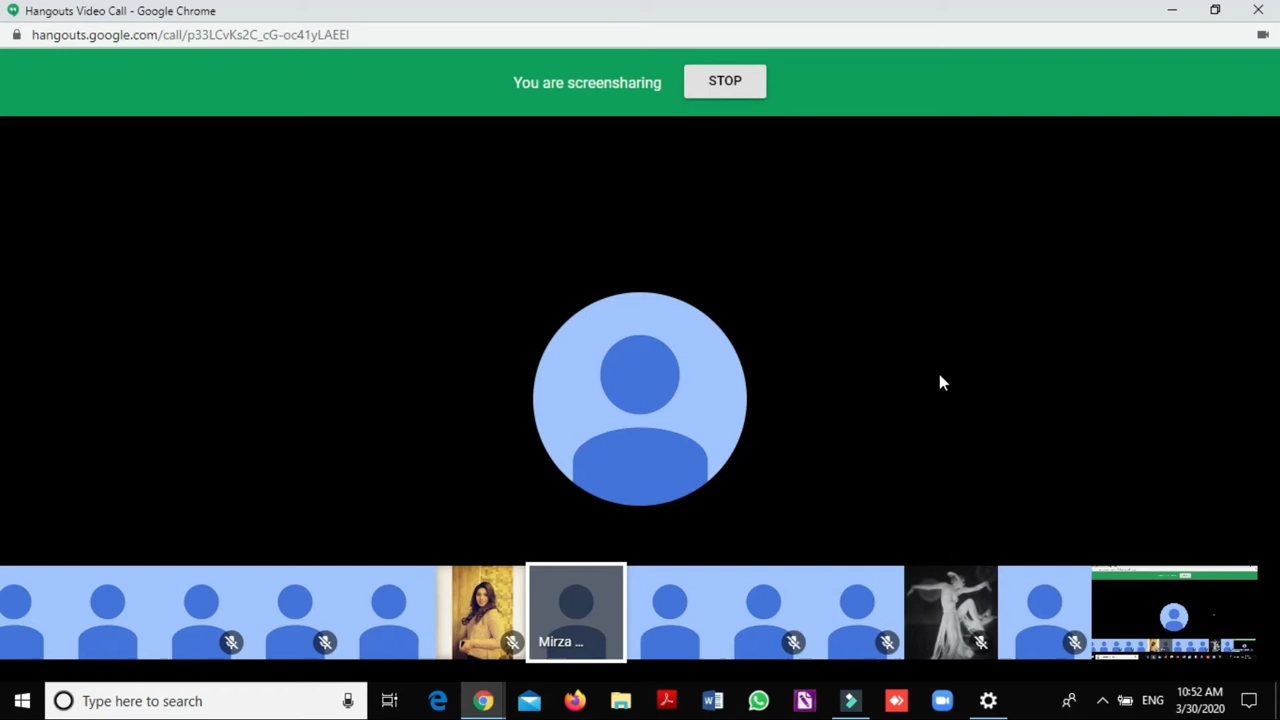 Hangouts Video Call - Google Chrome
hangouts.google.com/call/p33LCvKs2C_cG-oc41yLAEEI
You are screensharing
STOP
Mirza ...
Type here to search
ENG
10:52 AM
3/30/2020